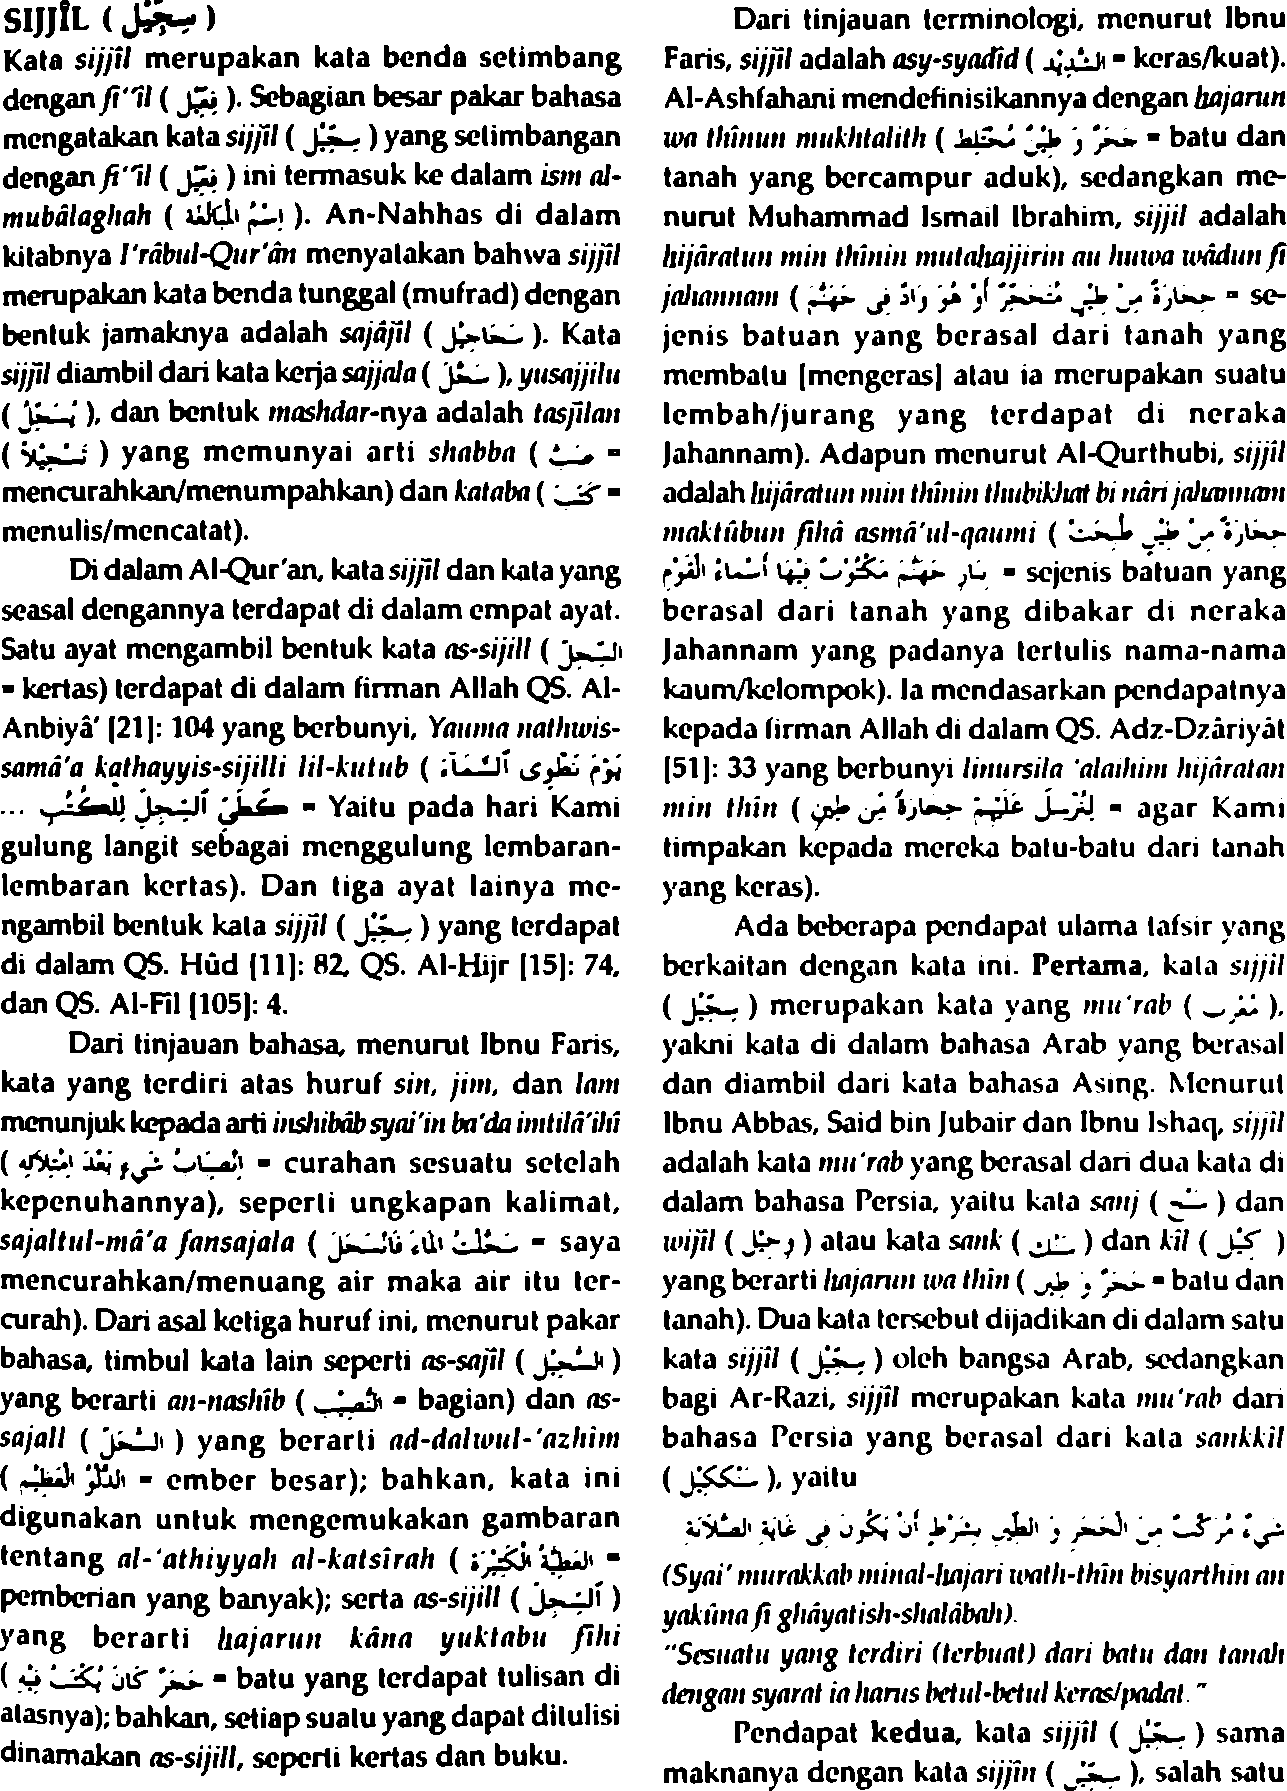 SIJJÎL ( سِجِّيْل )
Kata sijjîl merupakan kata benda setimbang
dengan fi''îl ( فِعِّيْل ). Sebagian besar pakar bahasa
mengatakan kata sijjîl ( سِجِّيْل ) yang setimbangan
dengan fi''îl ( فِعِّيْل ) ini termasuk ke dalam ism al-
mubâlaghah ( اِسْمُ الْمُبَالَغَة ). An-Nahhas di dalam
kitabnya I'râbul-Qur'ân menyatakan bahwa sijjîl
merupakan kata benda tunggal (mufrad) dengan
bentuk jamaknya adalah sajâjîl ( سَجَاجِيْل ). Kata
sijjîl diambil dari kata kerja sajjala ( سَجَّلَ ), yusajjilu
( يُسَجِّلُ ), dan bentuk mashdar-nya adalah tasjîlan
( تَسْجِيْلاً ) yang memunyai arti shabba ( صَبَّ =
mencurahkan/menumpahkan) dan kataba ( كَتَبَ =
menulis/mencatat).
Di dalam Al-Qur'an, kata sijjîl dan kata yang
seasal dengannya terdapat di dalam empat ayat.
Satu ayat mengambil bentuk kata as-sijill ( السِّجِلّ
= kertas) terdapat di dalam firman Allah QS. Al-
Anbiyâ' [21]: 104 yang berbunyi, Yauma nathwis-
samâ'a kathayyis-sijilli lil-kutub ( يَوْمَ نَطْوِى ٱلسَّمَآءَ
... كَطَىِّ ٱلسِّجِلِّ لِلْكُتُبِ = Yaitu pada hari Kami
gulung langit sebagai menggulung lembaran-
lembaran kertas). Dan tiga ayat lainya me-
ngambil bentuk kata sijjîl ( سِجِّيْل ) yang terdapat
di dalam QS. Hûd [11]: 82, QS. Al-Hijr [15]: 74,
dan QS. Al-Fîl [105]: 4.
Dari tinjauan bahasa, menurut Ibnu Faris,
kata yang terdiri atas huruf sin, jim, dan lam
menunjuk kepada arti inshibâb syai'in ba'da imtilâ'ihî
( اِنْصِبَابُ شَيْءٍ بَعْدَ امْتِلاَئِهِ = curahan sesuatu setelah
kepenuhannya), seperti ungkapan kalimat,
sajaltul-mâ'a fansajala ( سَجَلْتُ الْمَاءَ فَانْسَجَلَ = saya
mencurahkan/menuang air maka air itu ter-
curah). Dari asal ketiga huruf ini, menurut pakar
bahasa, timbul kata lain seperti as-sajîl ( السَّجِيْل )
yang berarti an-nashîb ( النَّصِيْب = bagian) dan as-
sajall ( السَّجَلّ ) yang berarti ad-dalwul-'azhim
( الدَّلْوُ الْعَظِيْم = ember besar); bahkan, kata ini
digunakan untuk mengemukakan gambaran
tentang al-'athiyyah al-katsîrah ( الْعَطِيَّةُ الْكَثِيْرَة =
pemberian yang banyak); serta as-sijill ( ٱلسِّجِلّ )
yang berarti hajarun kâna yuktabu fîhi
( حَجَرٌ كَانَ يُكْتَبُ فِيْهِ = batu yang terdapat tulisan di
atasnya); bahkan, setiap suatu yang dapat ditulisi
dinamakan as-sijill, seperti kertas dan buku.
Dari tinjauan terminologi, menurut Ibnu
Faris, sijjîl adalah asy-syadîd ( الشَّدِيْد = keras/kuat).
Al-Ashfahani mendefinisikannya dengan hajarun
wa thînun mukhtalith ( حَجَرٌ وَ طِيْنٌ مُخْتَلِط = batu dan
tanah yang bercampur aduk), sedangkan me-
nurut Muhammad Ismail Ibrahim, sijjîl adalah
hijâratun min thînin mutahajjirin au huwa wâdun fî
jahannam ( حِجَارَةٌ مِنْ طِيْنٍ مُتَحَجِّرٍ أَوْ هُوَ وَادٌ فِي جَهَنَّم = se-
jenis batuan yang berasal dari tanah yang
membatu [mengeras] atau ia merupakan suatu
lembah/jurang yang terdapat di neraka
Jahannam). Adapun menurut Al-Qurthubi, sijjîl
adalah hijâratun min thînin thubikhat bi nâri jahannam
maktûbun fîhâ asmâ'ul-qaumi ( حِجَارَةٌ مِنْ طِيْنٍ طُبِخَتْ
بِنَارِ جَهَنَّمَ مَكْتُوْبٌ فِيْهَا أَسْمَاءُ الْقَوْمِ = sejenis batuan yang
berasal dari tanah yang dibakar di neraka
Jahannam yang padanya tertulis nama-nama
kaum/kelompok). Ia mendasarkan pendapatnya
kepada firman Allah di dalam QS. Adz-Dzâriyât
[51]: 33 yang berbunyi linursila 'alaihim hijâratan
min thîn ( لِنُرْسِلَ عَلَيْهِمْ حِجَارَةً مِّن طِينٍ = agar Kami
timpakan kepada mereka batu-batu dari tanah
yang keras).
Ada beberapa pendapat ulama tafsir yang
berkaitan dengan kata ini. Pertama, kata sijjîl
( سِجِّيْل ) merupakan kata yang mu'rab ( مُعْرَب ),
yakni kata di dalam bahasa Arab yang berasal
dan diambil dari kata bahasa Asing. Menurut
Ibnu Abbas, Said bin Jubair dan Ibnu Ishaq, sijjîl
adalah kata mu'rab yang berasal dari dua kata di
dalam bahasa Persia, yaitu kata sanj ( سَنْج ) dan
wijîl ( وَجِيْل ) atau kata sank ( سَنْك ) dan kîl ( كِيْل )
yang berarti hajarun wa thîn ( حَجَرٌ وَ طِيْن = batu dan
tanah). Dua kata tersebut dijadikan di dalam satu
kata sijjîl ( سِجِّيْل ) oleh bangsa Arab, sedangkan
bagi Ar-Razi, sijjîl merupakan kata mu'rab dari
bahasa Persia yang berasal dari kata sankkil
( سَنْكَكِيْل ), yaitu
شَيْءٌ مُرَكَّبٌ مِنَ الْحَجَرِ وَ الطِّيْنِ بِشَرْطِ أَنْ يَكُوْنَ فِي غَايَةِ الصَّلاَبَة
(Syai' murakkab minal-hajari wath-thîn bisyarthin an
yakûna fî ghâyatish-shalâbah).
"Sesuatu yang terdiri (terbuat) dari batu dan tanah
dengan syarat ia harus betul-betul keras/padat."
Pendapat kedua, kata sijjîl ( سِجِّيْل ) sama
maknanya dengan kata sijjîn ( سِجِّيْن ), salah satu